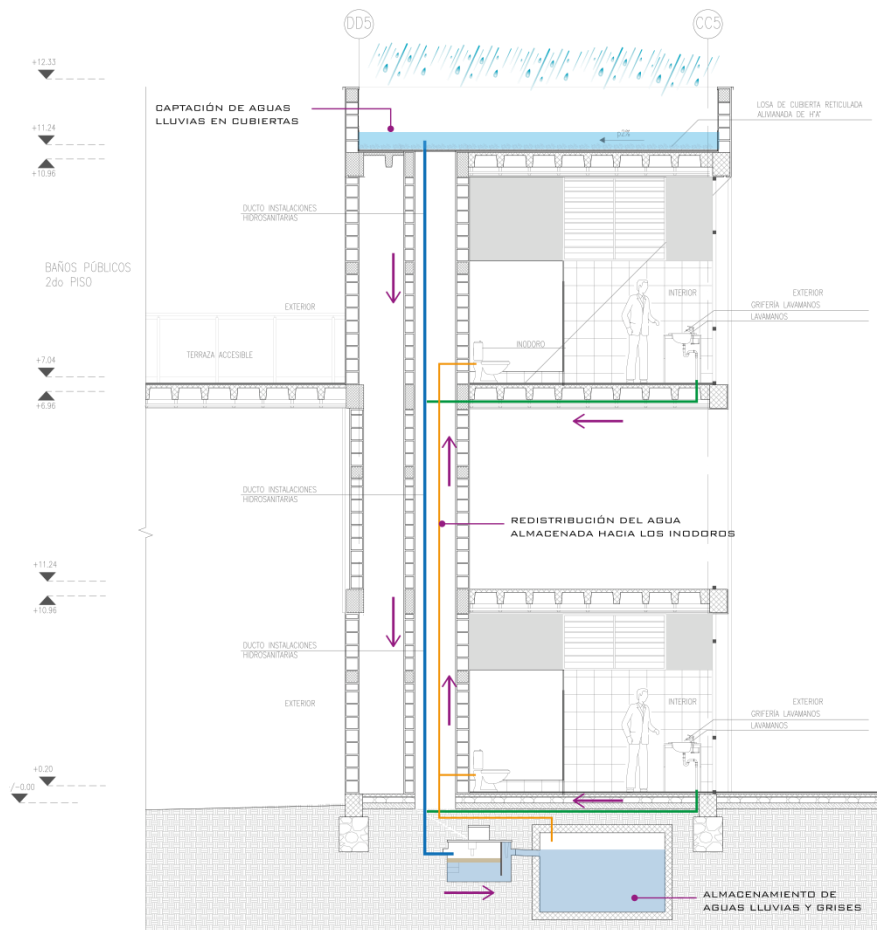 DD5
CC5
+12.33
CAPTACIÓN DE AGUAS
LLUVIAS EN CUBIERTAS
LOSA DE CUBIERTA RETICULADA
ALIVIANADA DE H'A'
+11.24
p2%
+10.96
DUCTO INSTALACIONES
HIDROSANITARIAS
BAÑOS PÚBLICOS
2do PISO
EXTERIOR
INTERIOR
EXTERIOR
GRIFERÍA LAVAMANOS
LAVAMANOS
INODORO
TERRAZA ACCESIBLE
+7.04
+6.96
DUCTO INSTALACIONES
HIDROSANITARIAS
REDISTRIBUCIÓN DEL AGUA
ALMACENADA HACIA LOS INODOROS
+11.24
+10.96
DUCTO INSTALACIONES
HIDROSANITARIAS
EXTERIOR
INTERIOR
EXTERIOR
GRIFERÍA LAVAMANOS
LAVAMANOS
+0.20
/-0.00
ALMACENAMIENTO DE
AGUAS LLUVIAS Y GRISES